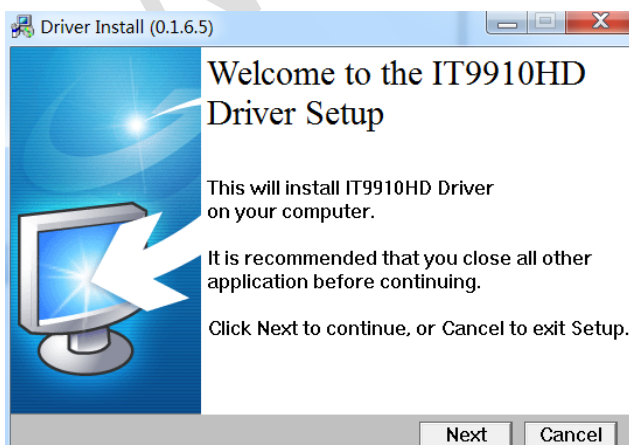 Driver Install (0.1.6.5)
Welcome to the IT9910HD
Driver Setup
This will install IT9910HD Driver
on your computer.
It is recommended that you close all other
application before continuing.
Click Next to continue, or Cancel to exit Setup.
Next Cancel